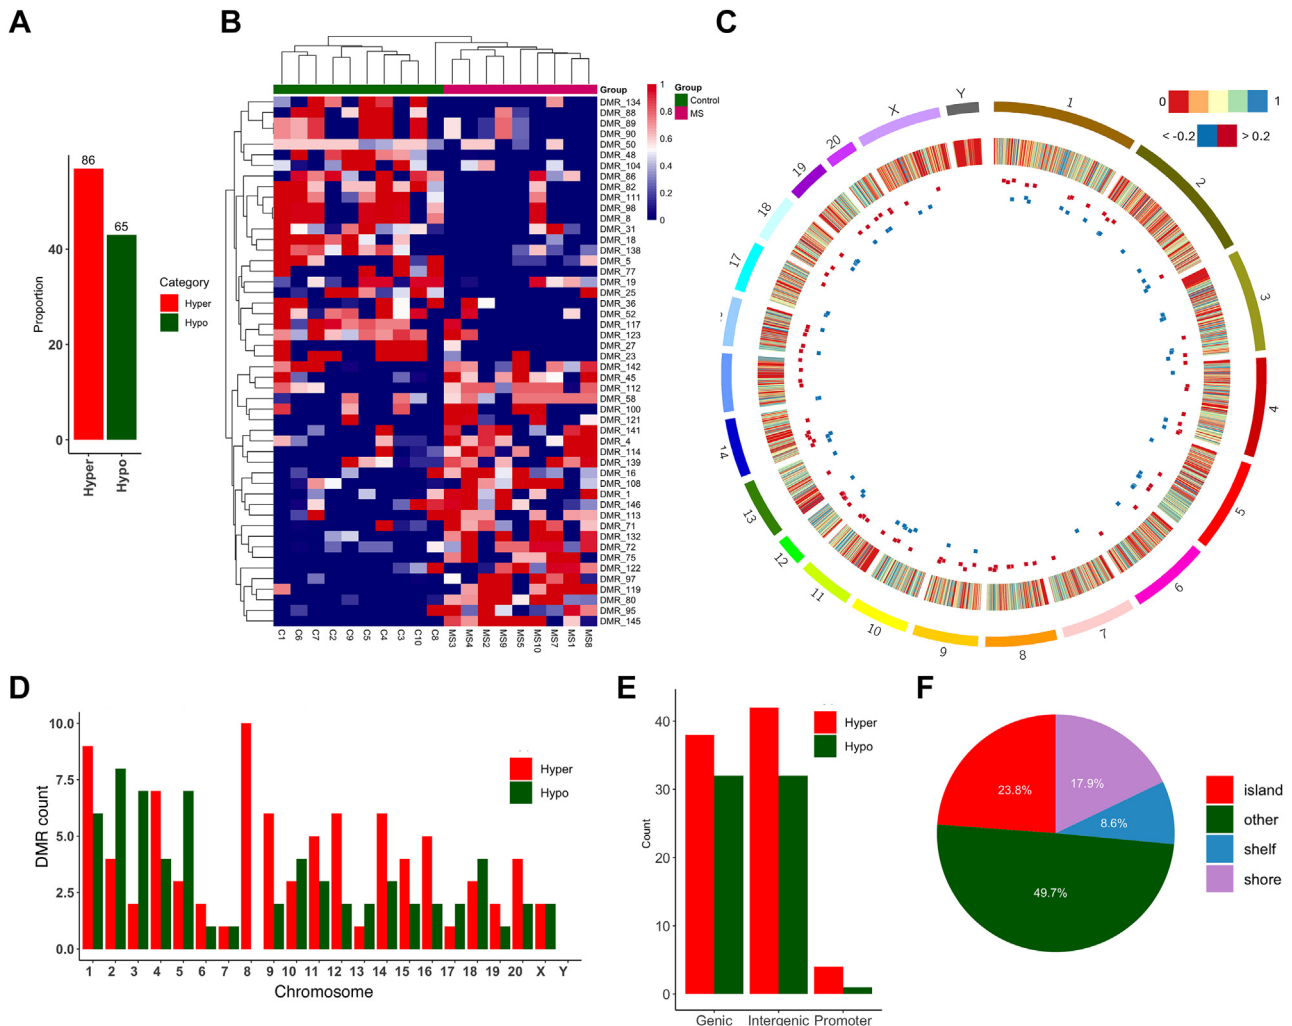 A
86
65
40
20
0
Proportion
Hyper
Hypo
Category
Hyper
Hypo
B
Group
DMR_134
DMR_88
DMR_89
DMR_90
DMR_50
DMR_48
DMR_104
DMR_86
DMR_82
DMR_111
DMR_98
DMR_8
DMR_31
DMR_18
DMR_138
DMR_5
DMR_77
DMR_19
DMR_25
DMR_36
DMR_52
DMR_117
DMR_123
DMR_27
DMR_23
DMR_142
DMR_45
DMR_112
DMR_58
DMR_100
DMR_121
DMR_141
DMR_4
DMR_114
DMR_139
DMR_16
DMR_108
DMR_1
DMR_146
DMR_113
DMR_71
DMR_132
DMR_72
DMR_75
DMR_122
DMR_97
DMR_119
DMR_80
DMR_95
DMR_145
C1 C6 C7 C2 C9 C5 C4 C3 C10 C8 MS3 MS4 MS2 MS9 MS5 MS10 MS7 MS1 MS8
1
0.8
0.6
0.4
0.2
0
Group
Control
MS
C
1
2
3
4
5
6
7
8
9
10
11
12
13
14
17
18
19
20
X
Y
0 1
< -0.2 > 0.2
D
10.0
7.5
5.0
2.5
0.0
DMR count
1 2 3 4 5 6 7 8 9 10 11 12 13 14 15 16 17 18 19 20 X Y
Chromosome
Hyper
Hypo
E
40
30
20
10
0
Count
Genic Intergenic Promoter
Hyper
Hypo
F
23.8%
17.9%
8.6%
49.7%
island
other
shelf
shore